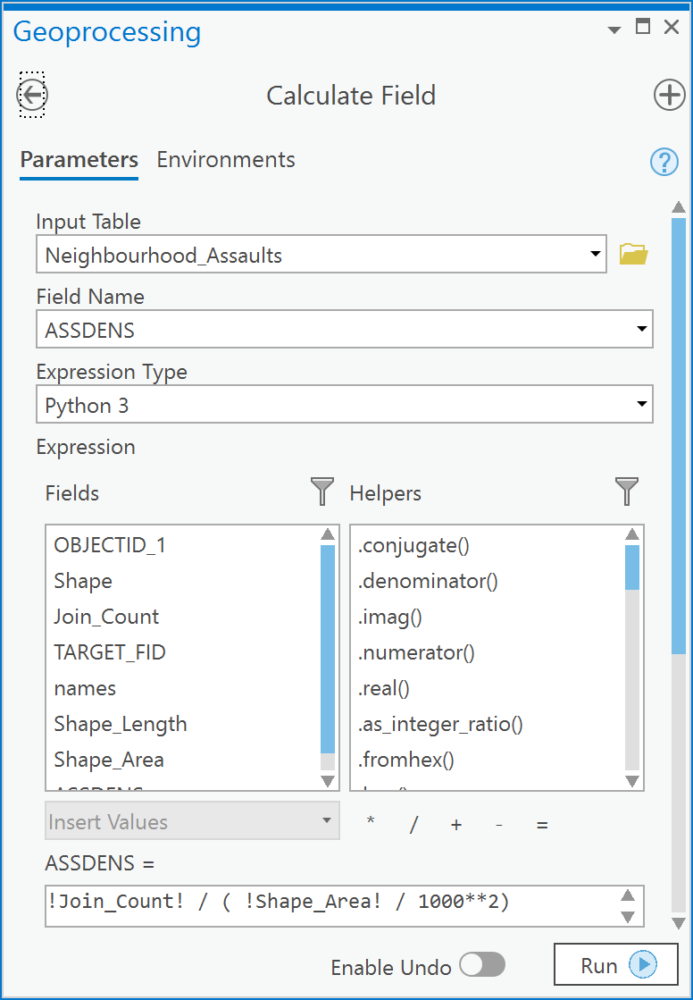 Geoprocessing
Calculate Field
Parameters Environments
Input Table
Neighbourhood_Assaults
Field Name
ASSDENS
Expression Type
Python 3
Expression
Fields Helpers
OBJECTID_1 .conjugate()
Shape .denominator()
Join_Count .imag()
TARGET_FID .numerator()
names .real()
Shape_Length .as_integer_ratio()
Shape_Area .fromhex()
ASSDENS
Insert Values * / + - =
ASSDENS =
!Join_Count! / ( !Shape_Area! / 1000**2)
Enable Undo Run